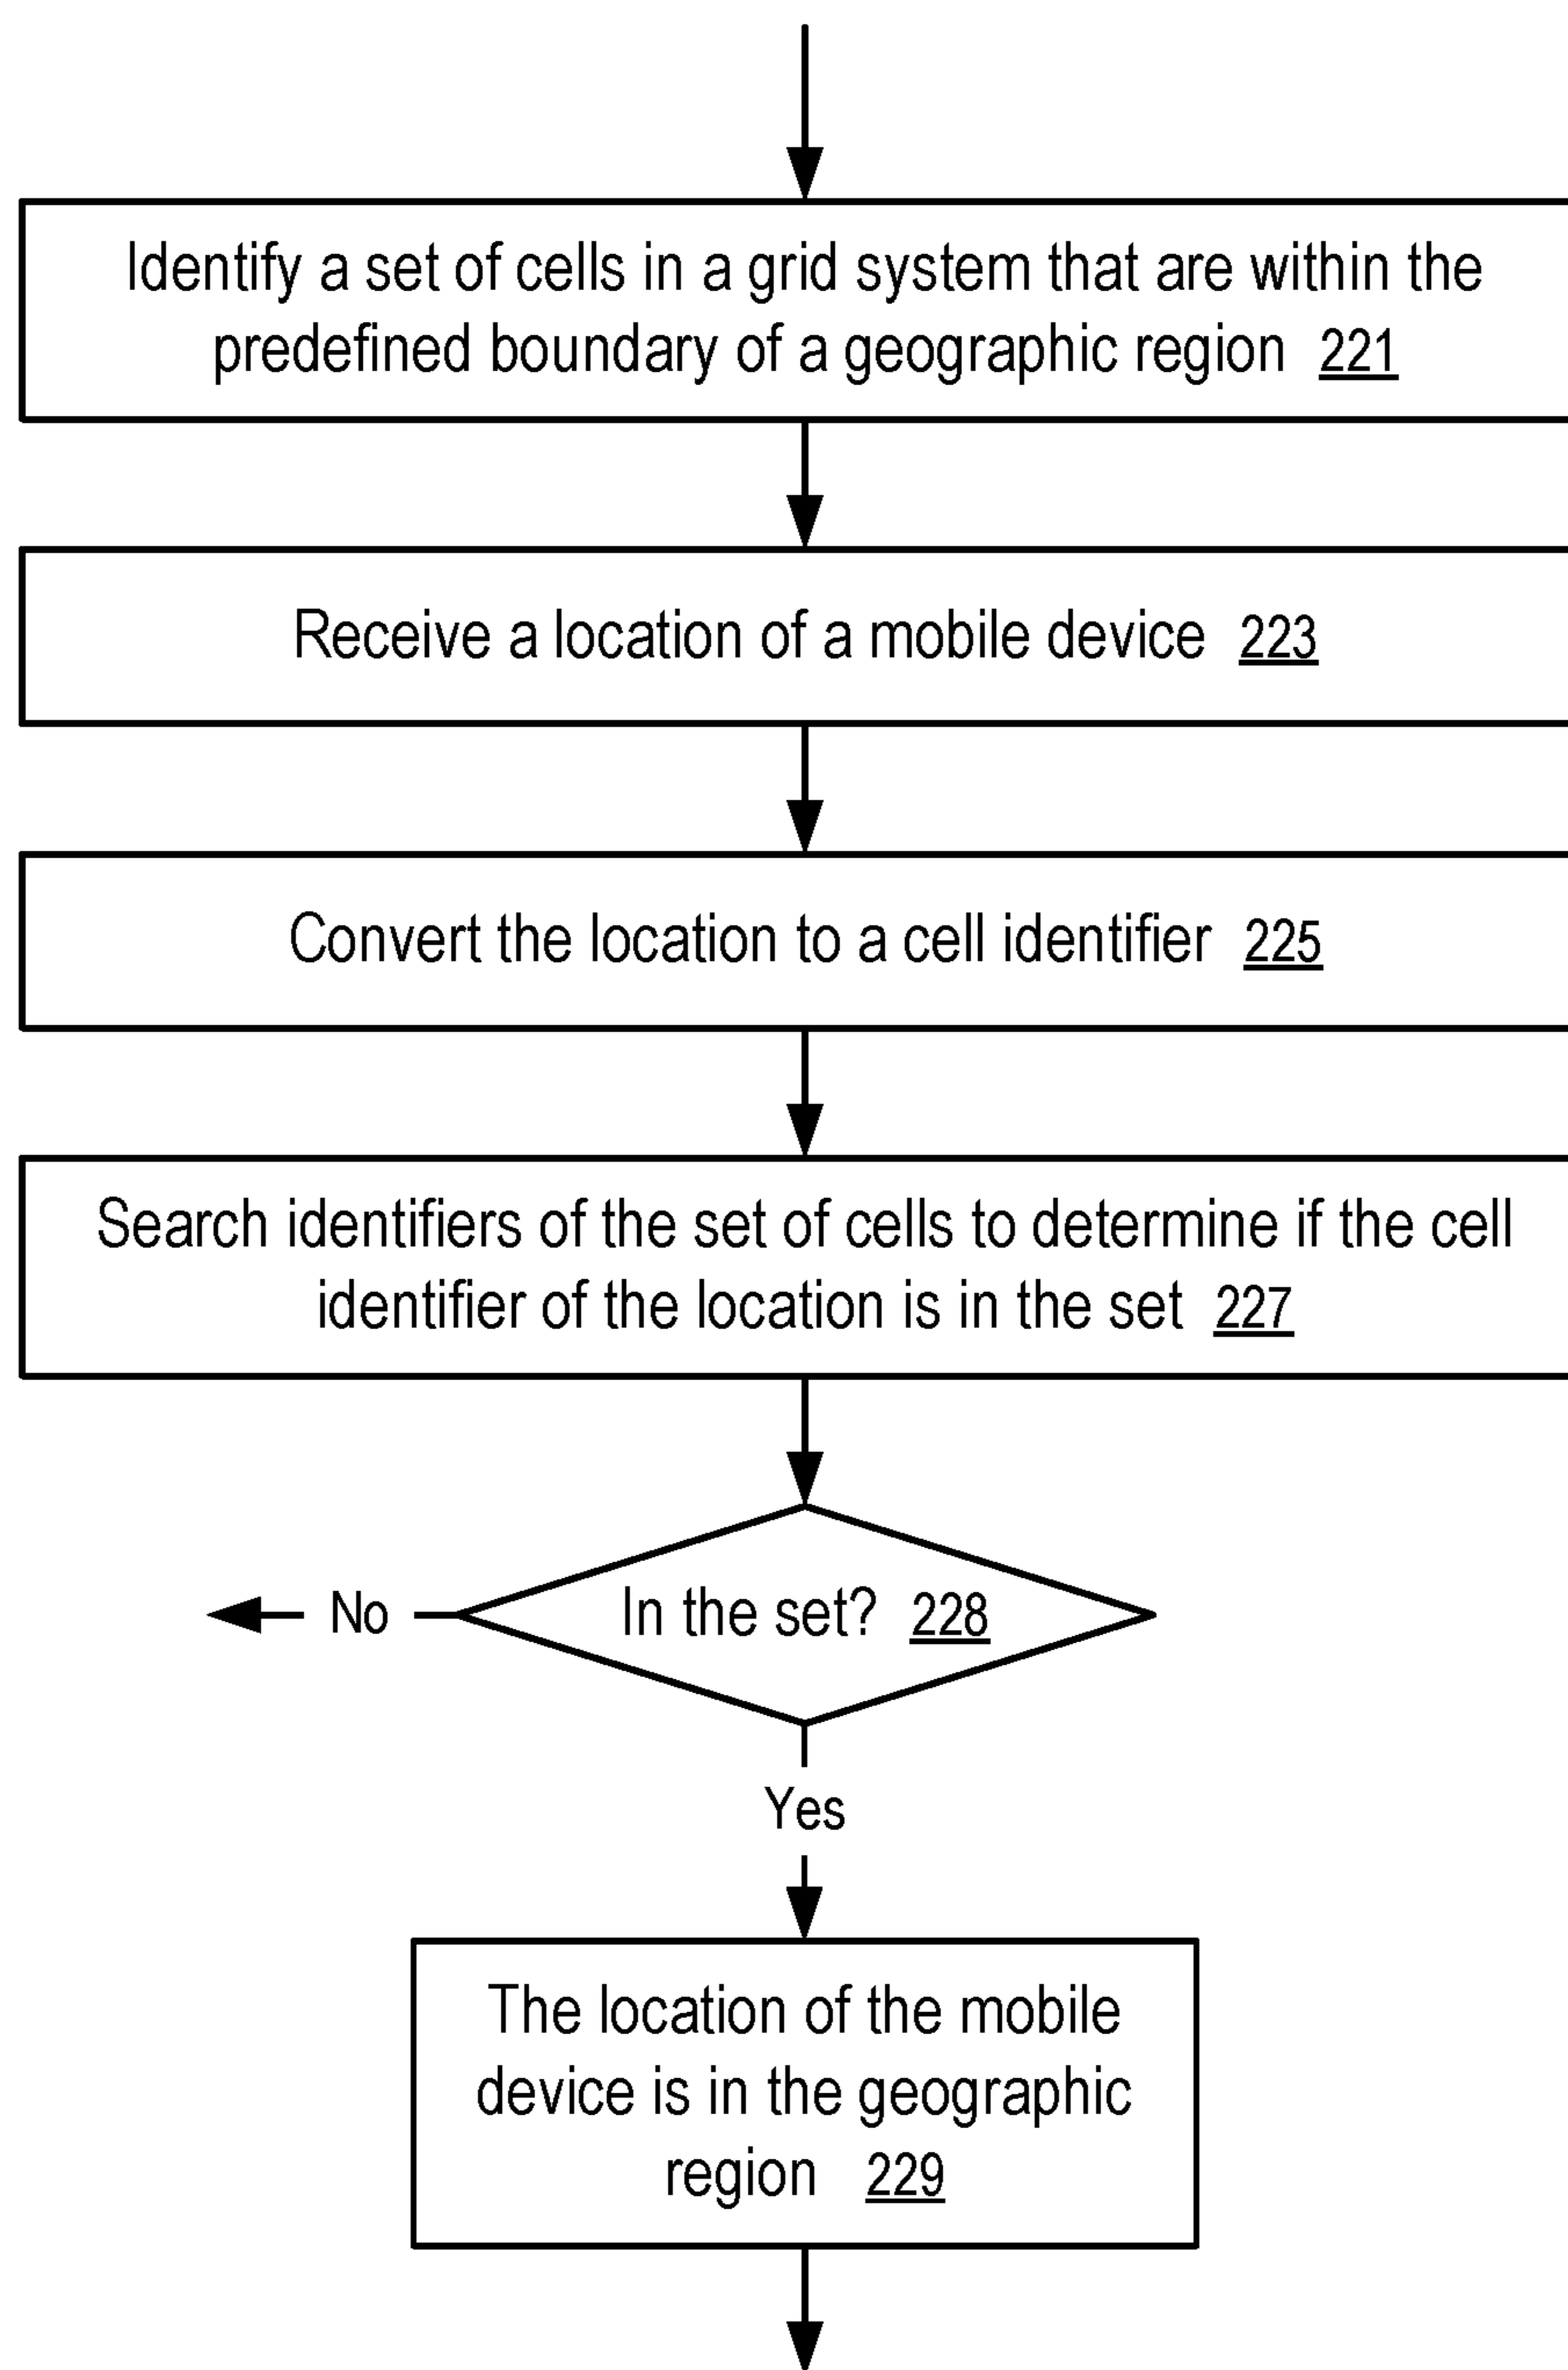 Identify a set of cells in a grid system that are within the
predefined boundary of a geographic region 221
Receive a location of a mobile device 223
Convert the location to a cell identifier 225
Search identifiers of the set of cells to determine if the cell
identifier of the location is in the set 227
In the set? 228
No
Yes
The location of the mobile
device is in the geographic
region 229